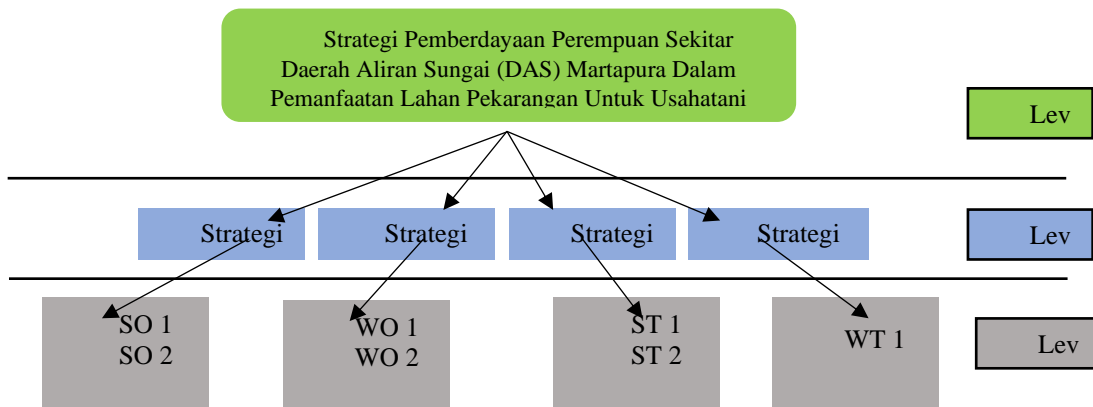 Strategi Pemberdayaan Perempuan Sekitar
Daerah Aliran Sungai (DAS) Martapura Dalam
Pemanfaatan Lahan Pekarangan Untuk Usahatani
Lev
Strategi
Strategi
Strategi
Strategi
Lev
SO 1
SO 2
WO 1
WO 2
ST 1
ST 2
WT 1
Lev